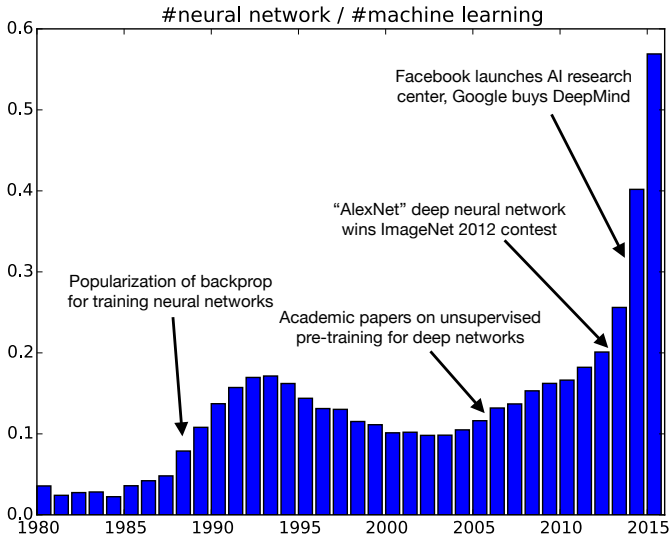 #neural network / #machine learning
0.6
Facebook launches AI research
center, Google buys DeepMind
0.5
0.4
“AlexNet” deep neural network
wins ImageNet 2012 contest
0.3
Popularization of backprop
for training neural networks
Academic papers on unsupervised
pre-training for deep networks
0.2
0.1
0.0
1980 1985 1990 1995 2000 2005 2010 2015